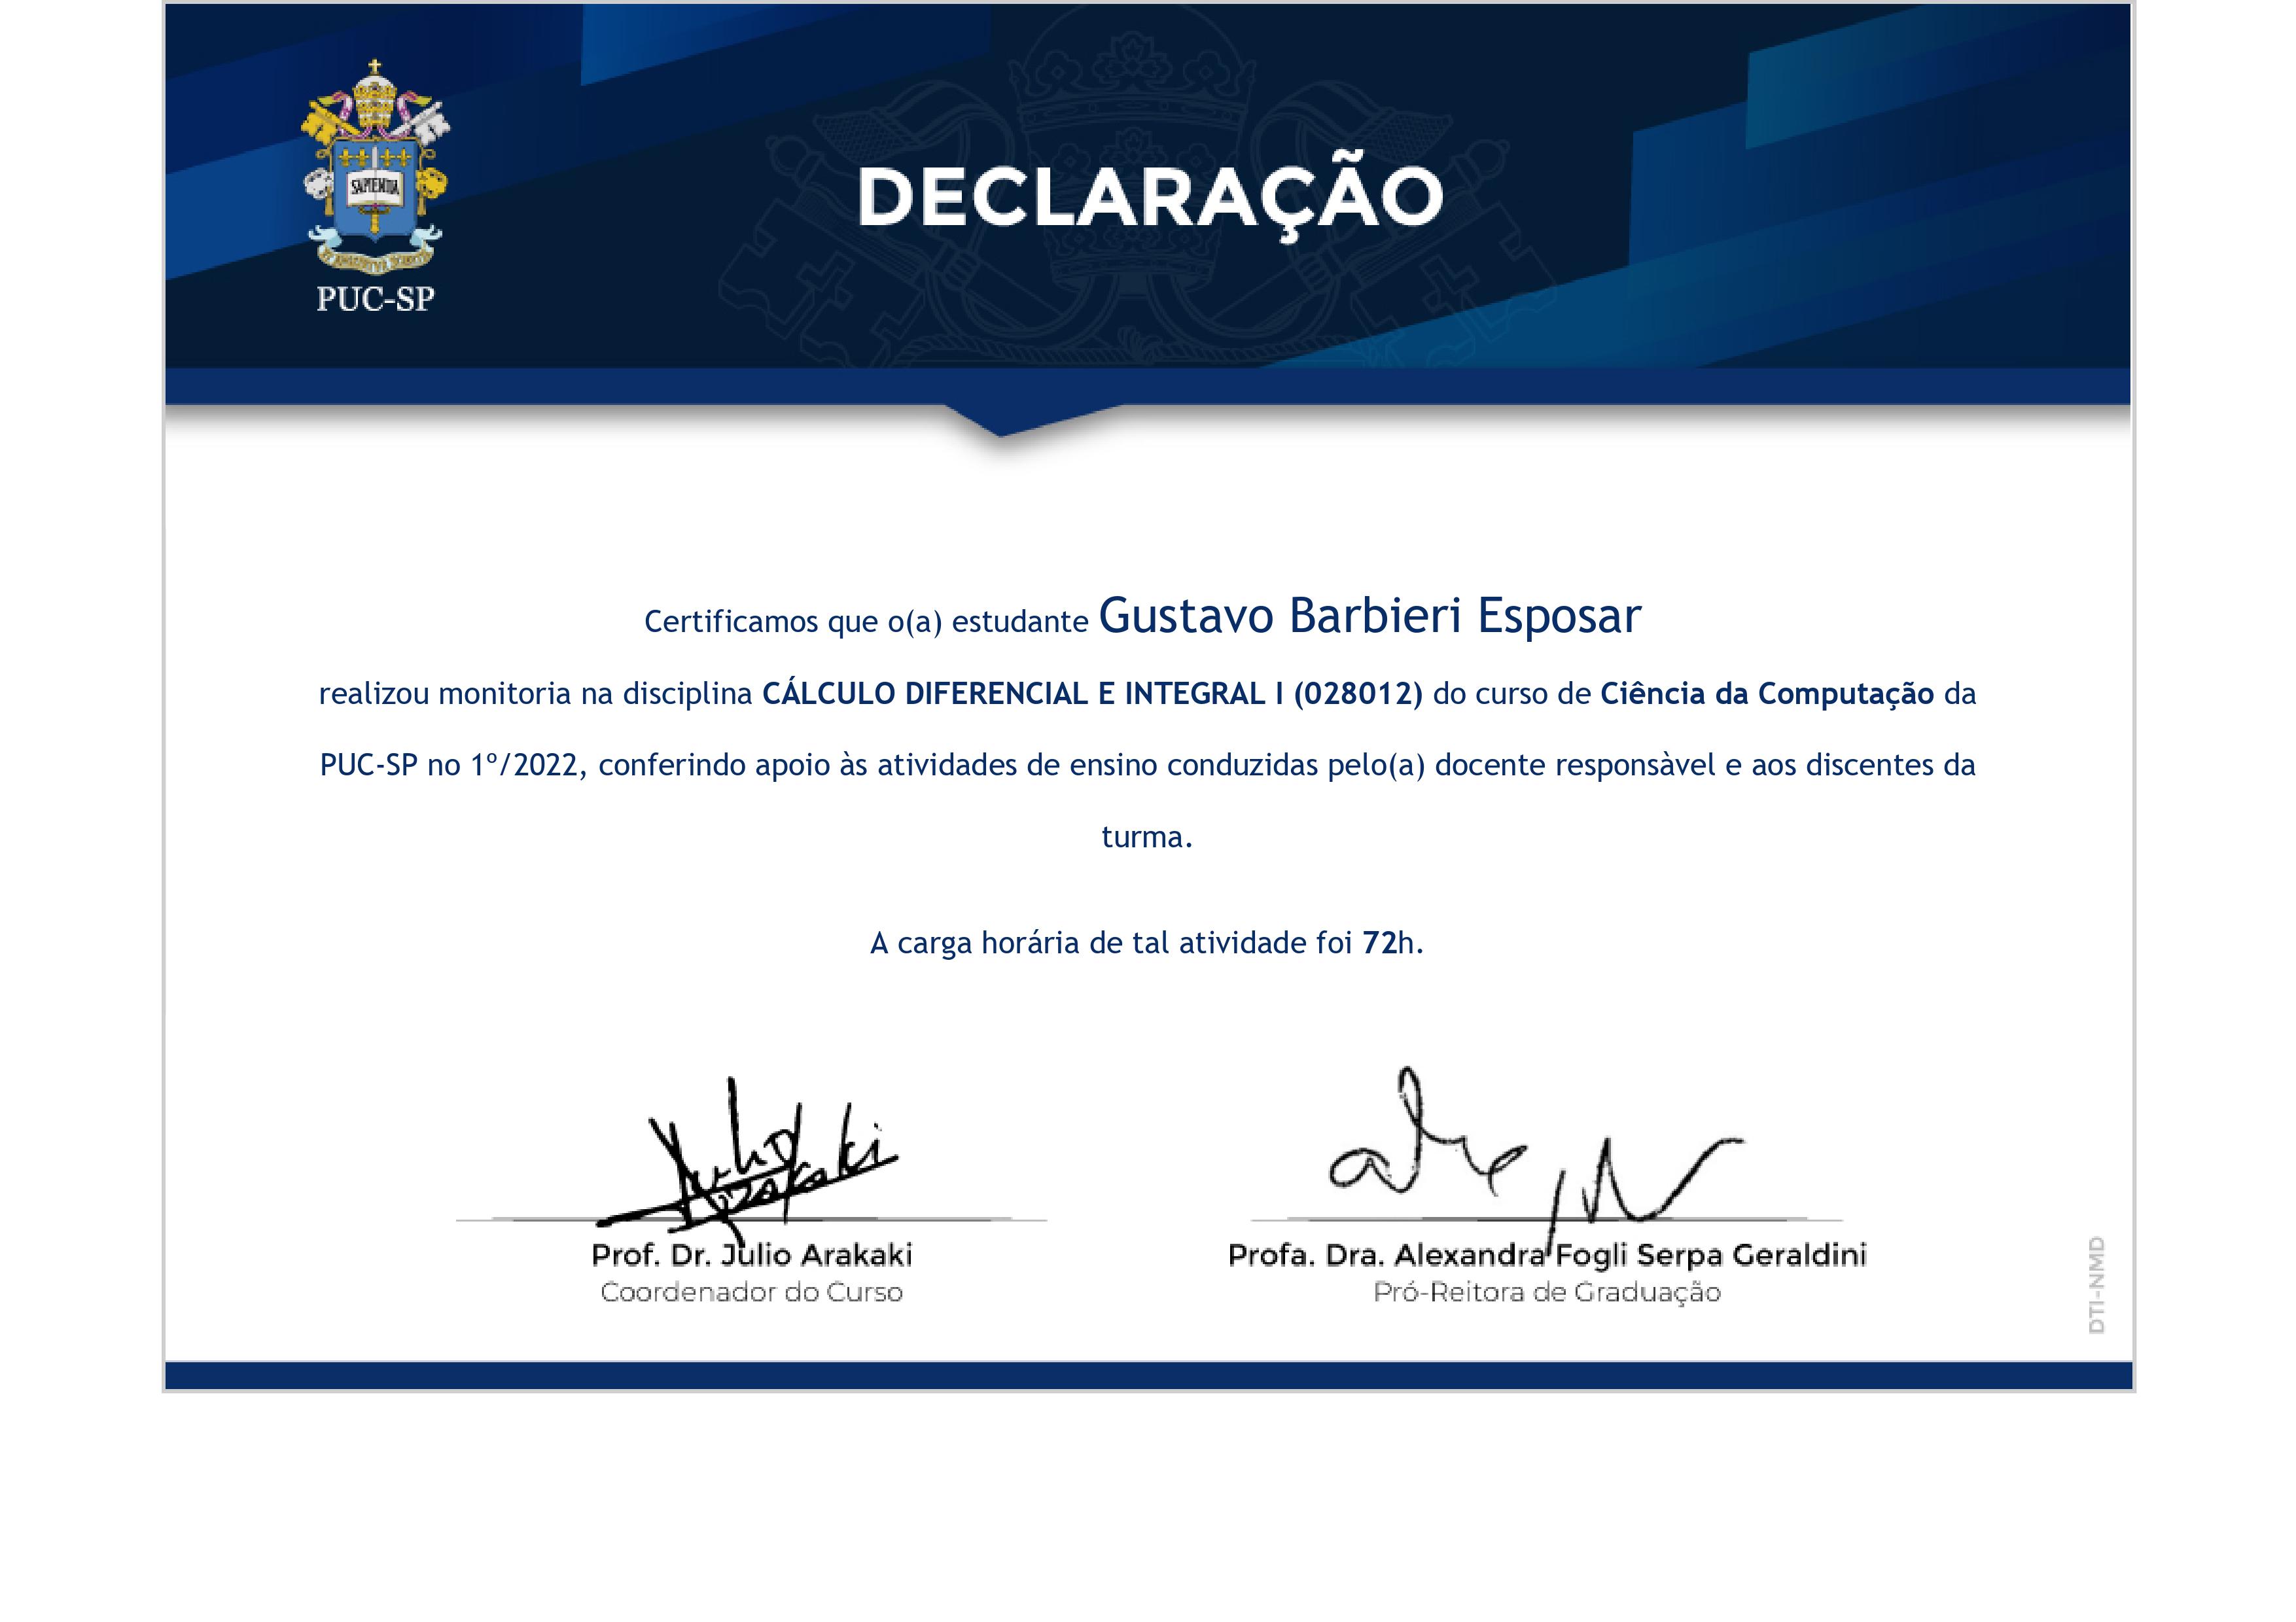 SAPIENTIA
PUC-SP
DECLARAÇÃO
Certificamos que o(a) estudante Gustavo Barbieri Esposar
realizou monitoria na disciplina CÁLCULO DIFERENCIAL E INTEGRAL I (028012) do curso de Ciência da Computação da
PUC-SP no 1º/2022, conferindo apoio às atividades de ensino conduzidas pelo(a) docente responsàvel e aos discentes da
turma.
A carga horária de tal atividade foi 72h.
Julio Arakaki
Prof. Dr. Julio Arakaki
Coordenador do Curso
Profa. Dra. Alexandra Fogli Serpa Geraldini
Pró-Reitora de Graduação
DTI-NMD